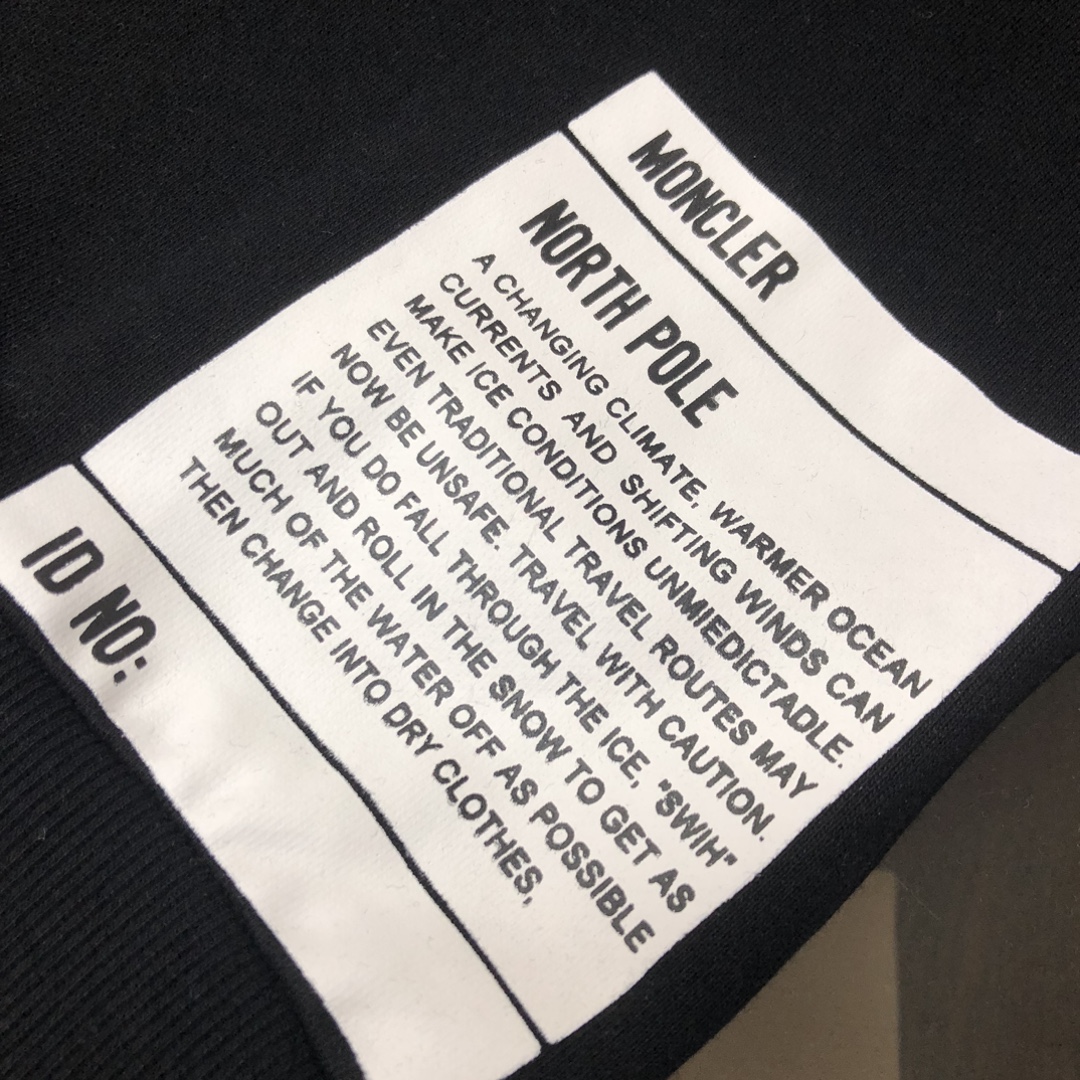 MONCLER
NORTH POLE
A CHANGING CLIMATE, WARMER OCEAN
CURRENTS AND SHIFTING WINDS CAN
MAKE ICE CONDITIONS UNMIEDICTADLE.
EVEN TRADITIONAL TRAVEL ROUTES MAY
NOW BE UNSAFE. TRAVEL WITH CAUTION.
IF YOU DO FALL THROUGH THE ICE, "SWIH"
OUT AND ROLL IN THE SNOW TO GET AS
MUCH OF THE WATER OFF AS POSSIBLE
THEN CHANGE INTO DRY CLOTHES,
ID NO: